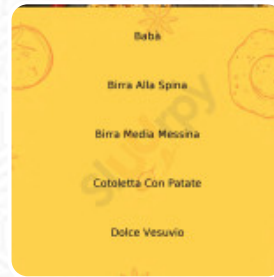 Babà
Birra Alla Spina
Birra Media Messina
Cotoletta Con Patate
Dolce Vesuvio